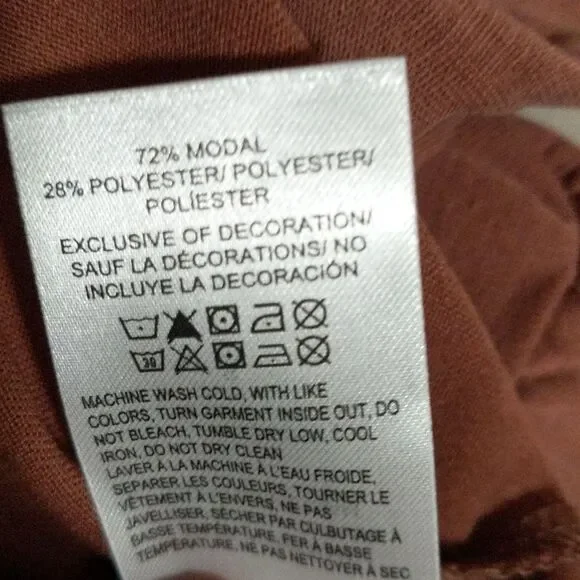 72% MODAL
28% POLYESTER/ POLYESTER/
POLÍESTER
EXCLUSIVE OF DECORATION/
SAUF LA DÉCORATIONS/ NO
INCLUYE LA DECORACIÓN
30
MACHINE WASH COLD, WITH LIKE
COLORS, TURN GARMENT INSIDE OUT, DO
NOT BLEACH, TUMBLE DRY LOW, COOL
IRON, DO NOT DRY CLEAN
LAVER À LA MACHINE À L'EAU FROIDE,
SEPARER LES COULEURS, TOURNER LE
VÊTEMENT À L'ENVERS, NE PAS
JAVELLISER, SÉCHER PAR CULBUTAGE À
BASSE TEMPÉRATURE, FER À BASSE
TEMPÉRATURE, NE PAS NETTOYER À SEC